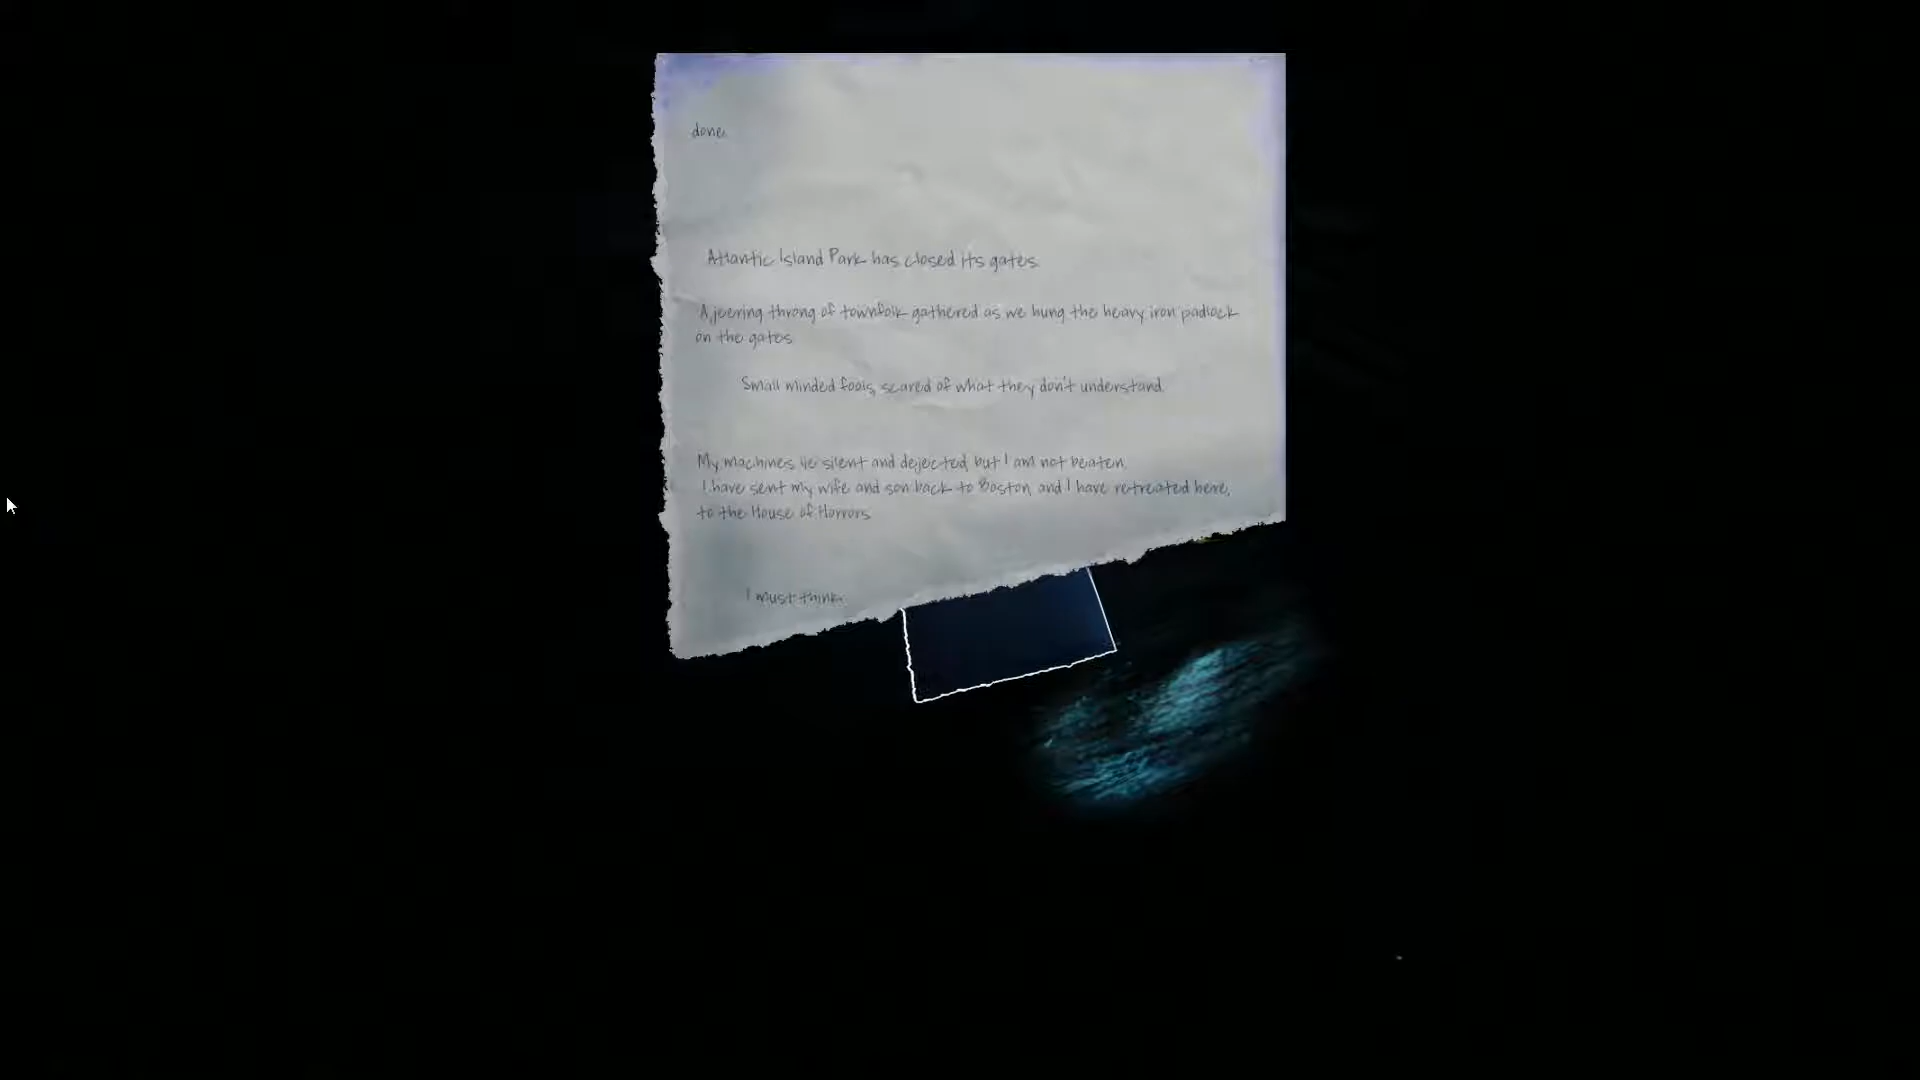 done.
Atlantic Island Park has closed its gates.
A jeering throng of townfolk gathered as we hung the heavy iron padlock
on the gates.
Small minded fools, scared of what they don't understand.
My machines lie silent and dejected, but I am not beaten.
I have sent my wife and son back to Boston, and I have retreated here,
to the House of Horrors.
I must think.